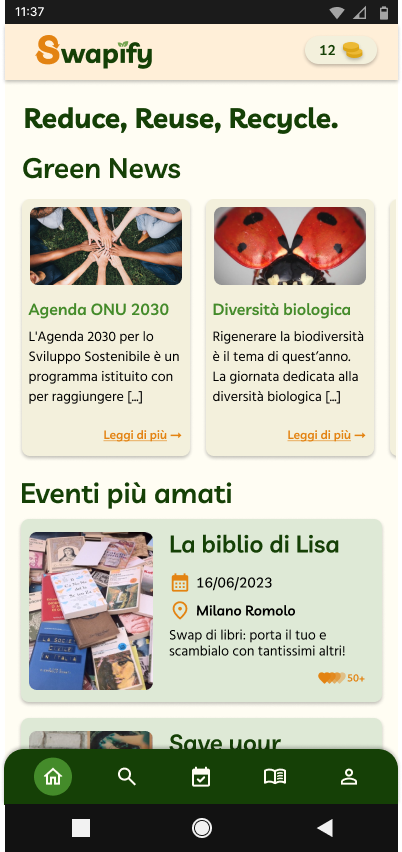 11:37
Swapify
12
Reduce, Reuse, Recycle.
Green News
Agenda ONU 2030
L'Agenda 2030 per lo
Sviluppo Sostenibile è un
programma istituito con
per raggiungere [...]
Leggi di più →
Diversità biologica
Rigenerare la biodiversità
è il tema di quest’anno.
La giornata dedicata alla
diversità biologica [...]
Leggi di più →
Eventi più amati
La biblio di Lisa
16/06/2023
Milano Romolo
Swap di libri: porta il tuo e
scambialo con tantissimi altri!
50+
Save your